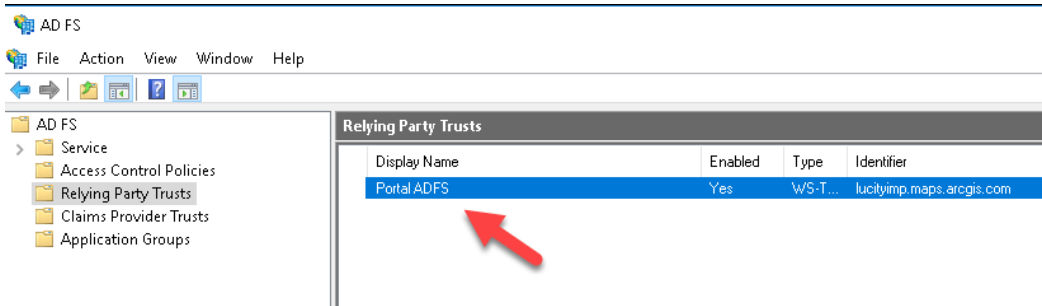 AD FS
File Action View Window Help
AD FS
Service
Access Control Policies
Relying Party Trusts
Claims Provider Trusts
Application Groups
Relying Party Trusts
Display Name Enabled Type Identifier
Portal ADFS Yes WS-T... lucityimp.maps.arcgis.com